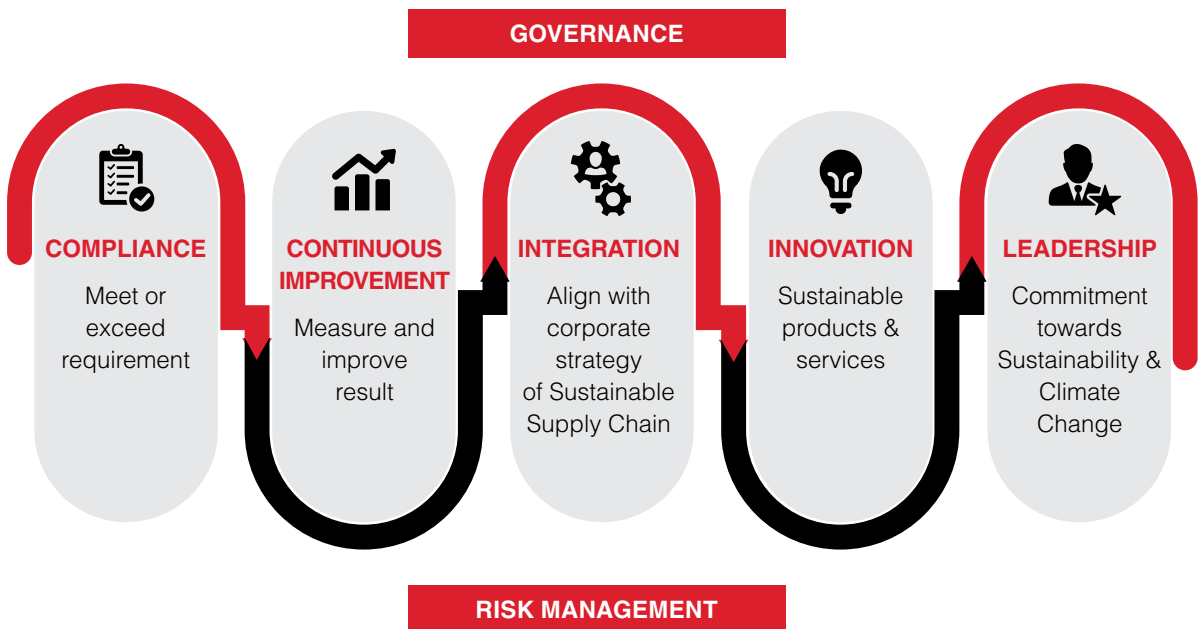 GOVERNANCE
COMPLIANCE
Meet or
exceed
requirement
CONTINUOUS
IMPROVEMENT
Measure and
improve
result
INTEGRATION
Align with
corporate
strategy
of Sustainable
Supply Chain
INNOVATION
Sustainable
products &
services
LEADERSHIP
Commitment
towards
Sustainability &
Climate
Change
RISK MANAGEMENT